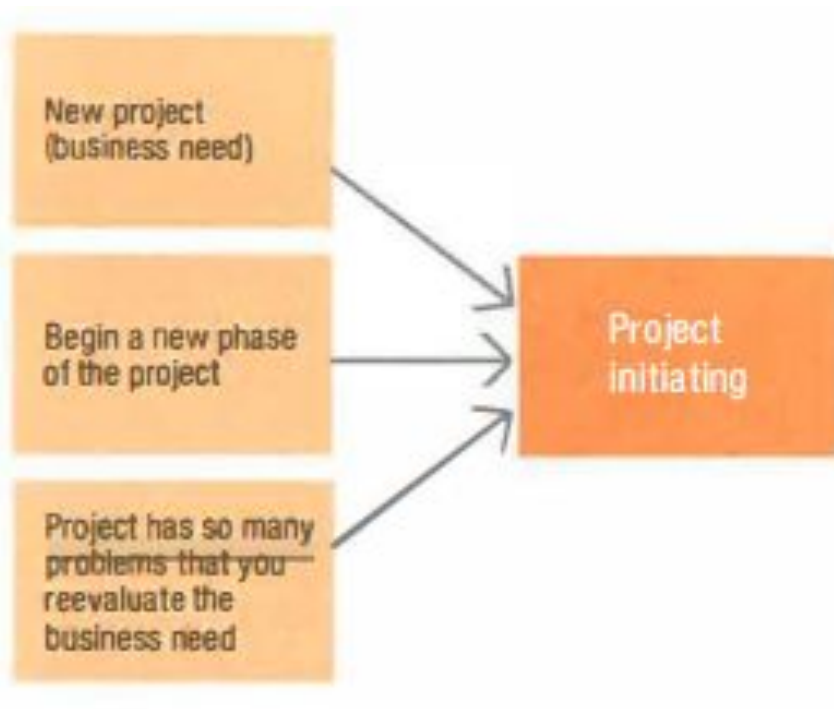 New project
(business need)
Begin a new phase
of the project
Project has so many
problems that you
reevaluate the
business need
Project
initiating